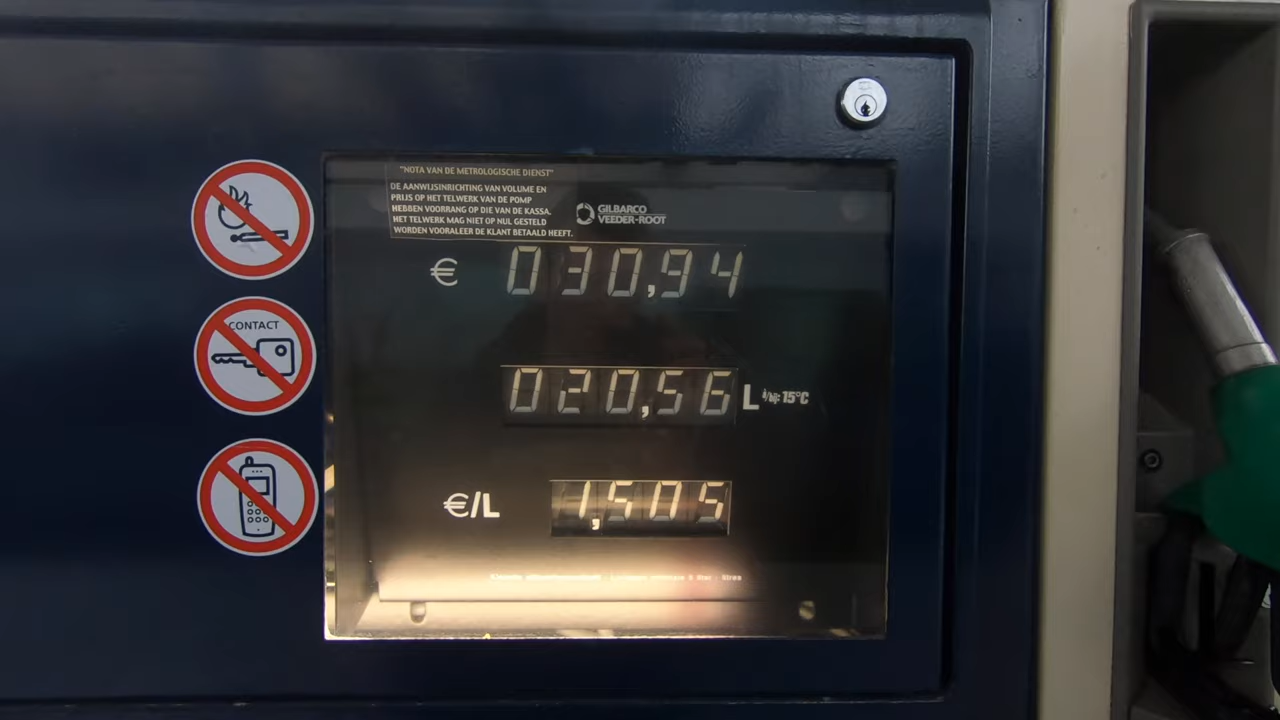 "NOTA VAN DE METROLOGISCHE DIENST"
DE AANWIJSINRICHTING VAN VOLUME EN
PRIJS OP HET TELWERK VAN DE POMP
HEBBEN VOORRANG OP DIE VAN DE KASSA.
HET TELWERK MAG NIET OP NUL GESTELD
WORDEN VOORALEER DE KLANT BETAALD HEEFT.
GILBARCO
VEEDER-ROOT
€ 030,94
CONTACT
020,56 L à/bij: 15°C
€/L 1,505